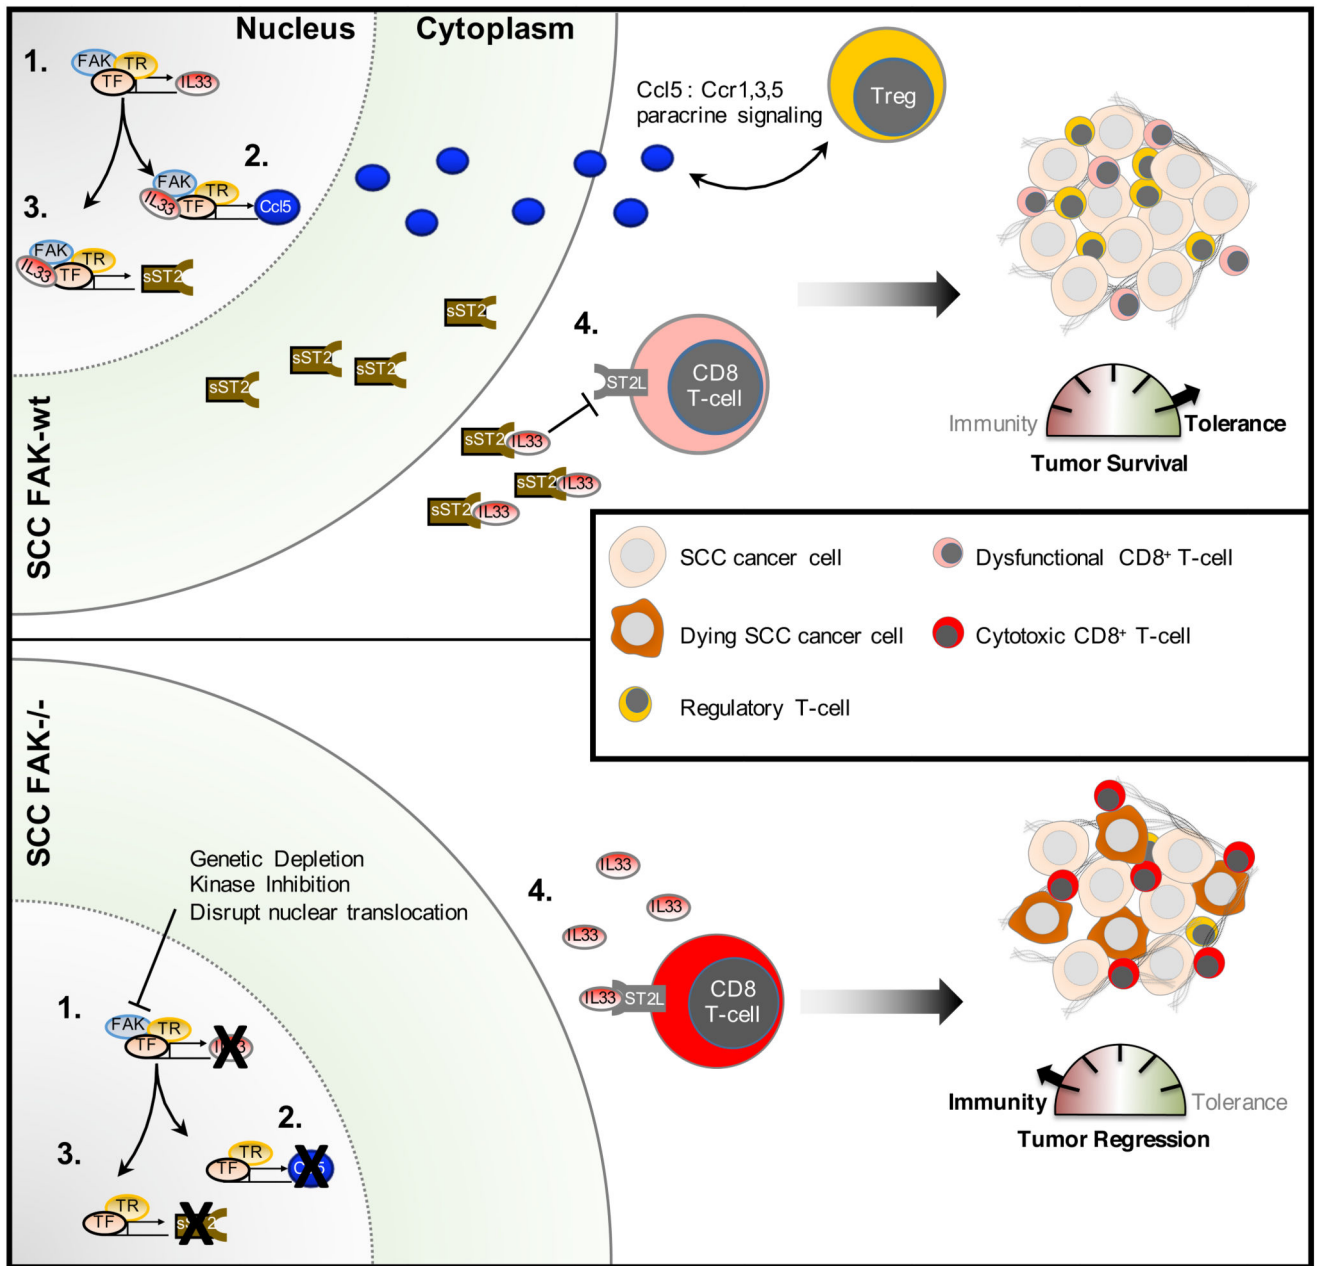 Nucleus
Cytoplasm
1.
FAK
TR
TF
IL33
2.
FAK
TR
IL33
TF
Ccl5
3.
FAK
TR
IL33
TF
sST2
Ccl5 : Ccr1,3,5
paracrine signaling
Treg
sST2
sST2
sST2
sST2
4.
ST2L
CD8
T-cell
sST2
IL33
sST2
IL33
sST2
IL33
SCC FAK-wt
Immunity
Tolerance
Tumor Survival
SCC cancer cell
Dysfunctional CD8+ T-cell
Dying SCC cancer cell
Cytotoxic CD8+ T-cell
Regulatory T-cell
SCC FAK-/-
Genetic Depletion
Kinase Inhibition
Disrupt nuclear translocation
1.
FAK
TR
TF
2.
TR
TF
3.
TR
TF
4.
IL33
IL33
IL33
IL33
ST2L
CD8
T-cell
Immunity
Tolerance
Tumor Regression